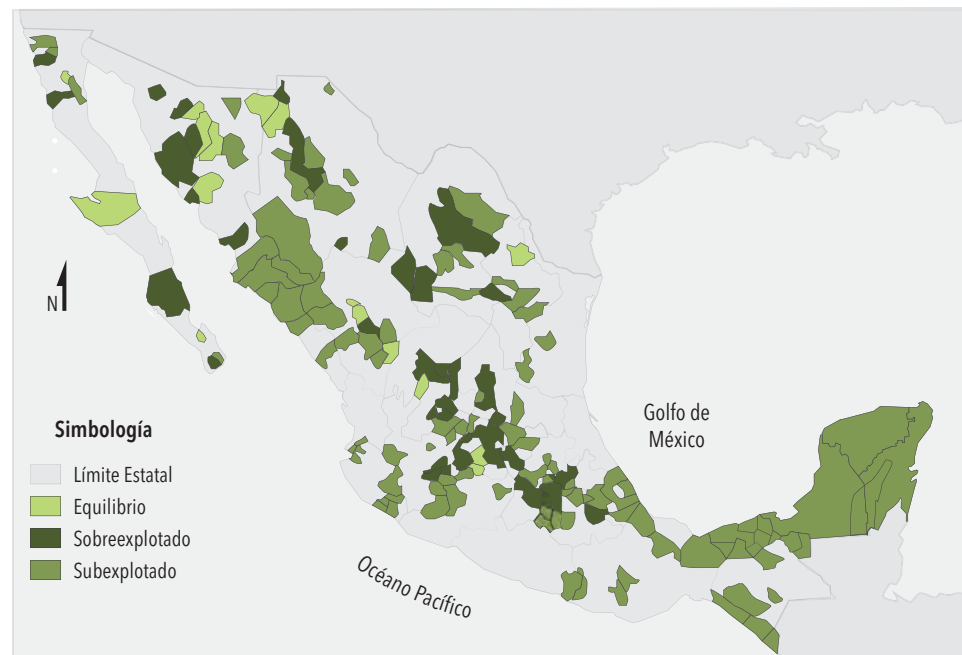 N
Simbología
Límite Estatal
Equilibrio
Sobreexplotado
Subexplotado
Golfo de
México
Océano Pacífico